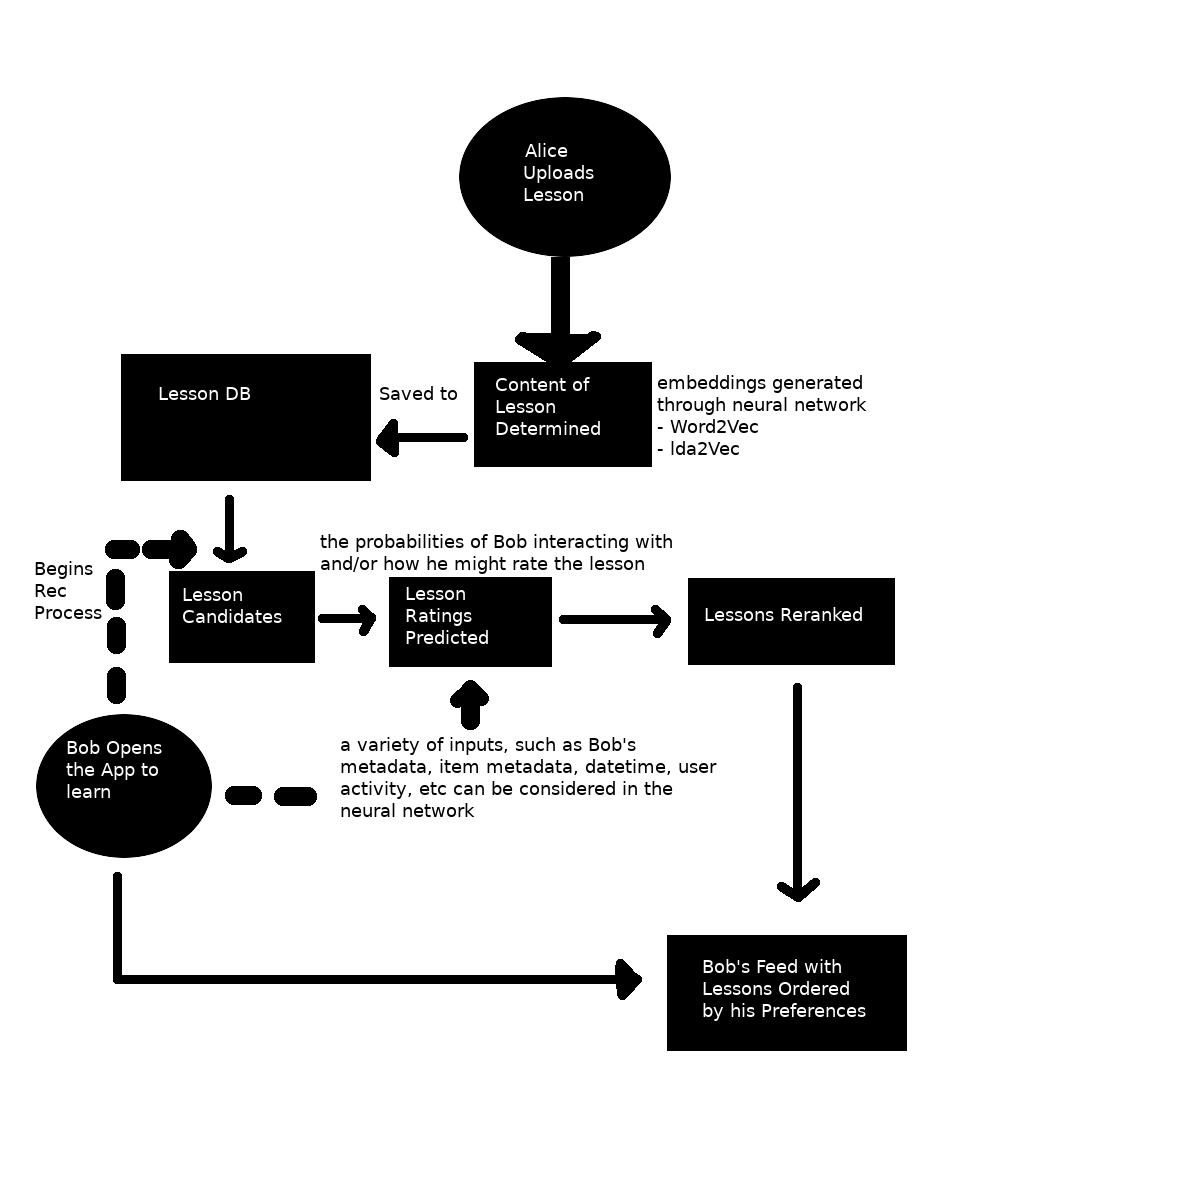 Alice
Uploads
Lesson
Lesson DB
Saved to
Content of
Lesson
Determined
embeddings generated
through neural network
- Word2Vec
- lda2Vec
Begins
Rec
Process
the probabilities of Bob interacting with
and/or how he might rate the lesson
Lesson
Candidates
Lesson
Ratings
Predicted
Lessons Reranked
Bob Opens
the App to
learn
a variety of inputs, such as Bob's
metadata, item metadata, datetime, user
activity, etc can be considered in the
neural network
Bob's Feed with
Lessons Ordered
by his Preferences